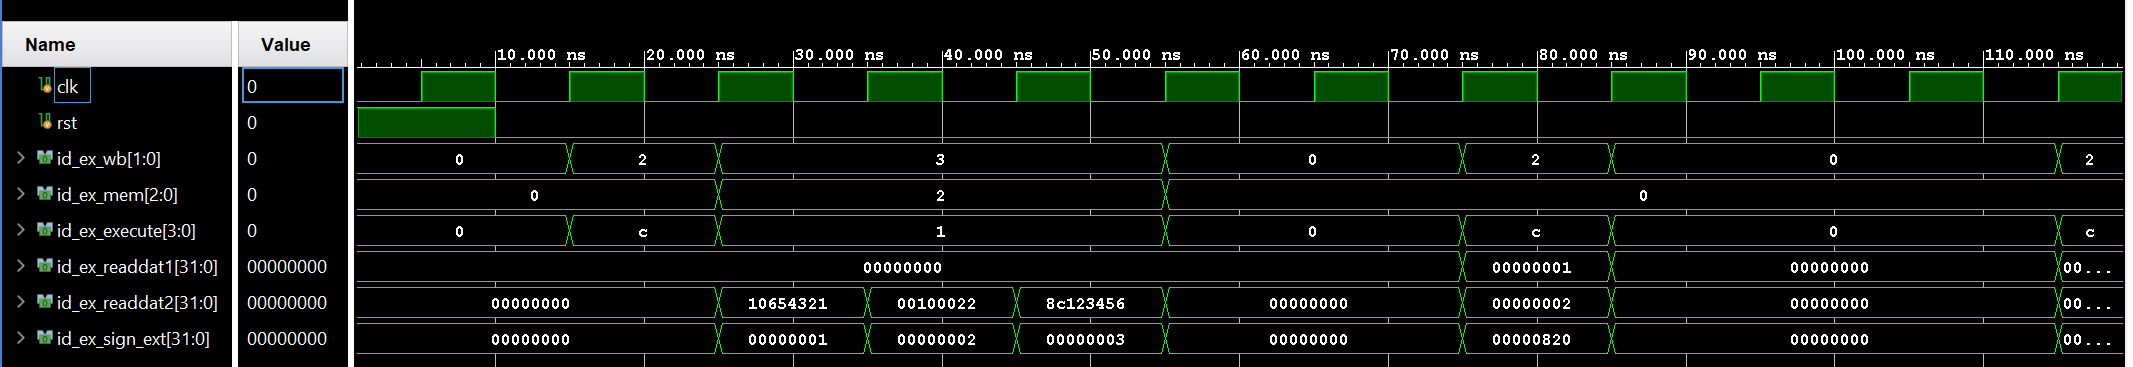 Name Value
10.000 ns 20.000 ns 30.000 ns 40.000 ns 50.000 ns 60.000 ns 70.000 ns 80.000 ns 90.000 ns 100.000 ns 110.000 ns
clk 0
rst 0
id_ex_wb[1:0] 0 0 2 3 0 2 0 2
id_ex_mem[2:0] 0 0 2 0
id_ex_execute[3:0] 0 0 c 1 0 c 0 c
id_ex_readdat1[31:0] 00000000 00000000 00000001 00000000 00...
id_ex_readdat2[31:0] 00000000 00000000 10654321 00100022 8c123456 00000000 00000002 00000000 00...
id_ex_sign_ext[31:0] 00000000 00000000 00000001 00000002 00000003 00000000 00000820 00000000 00...